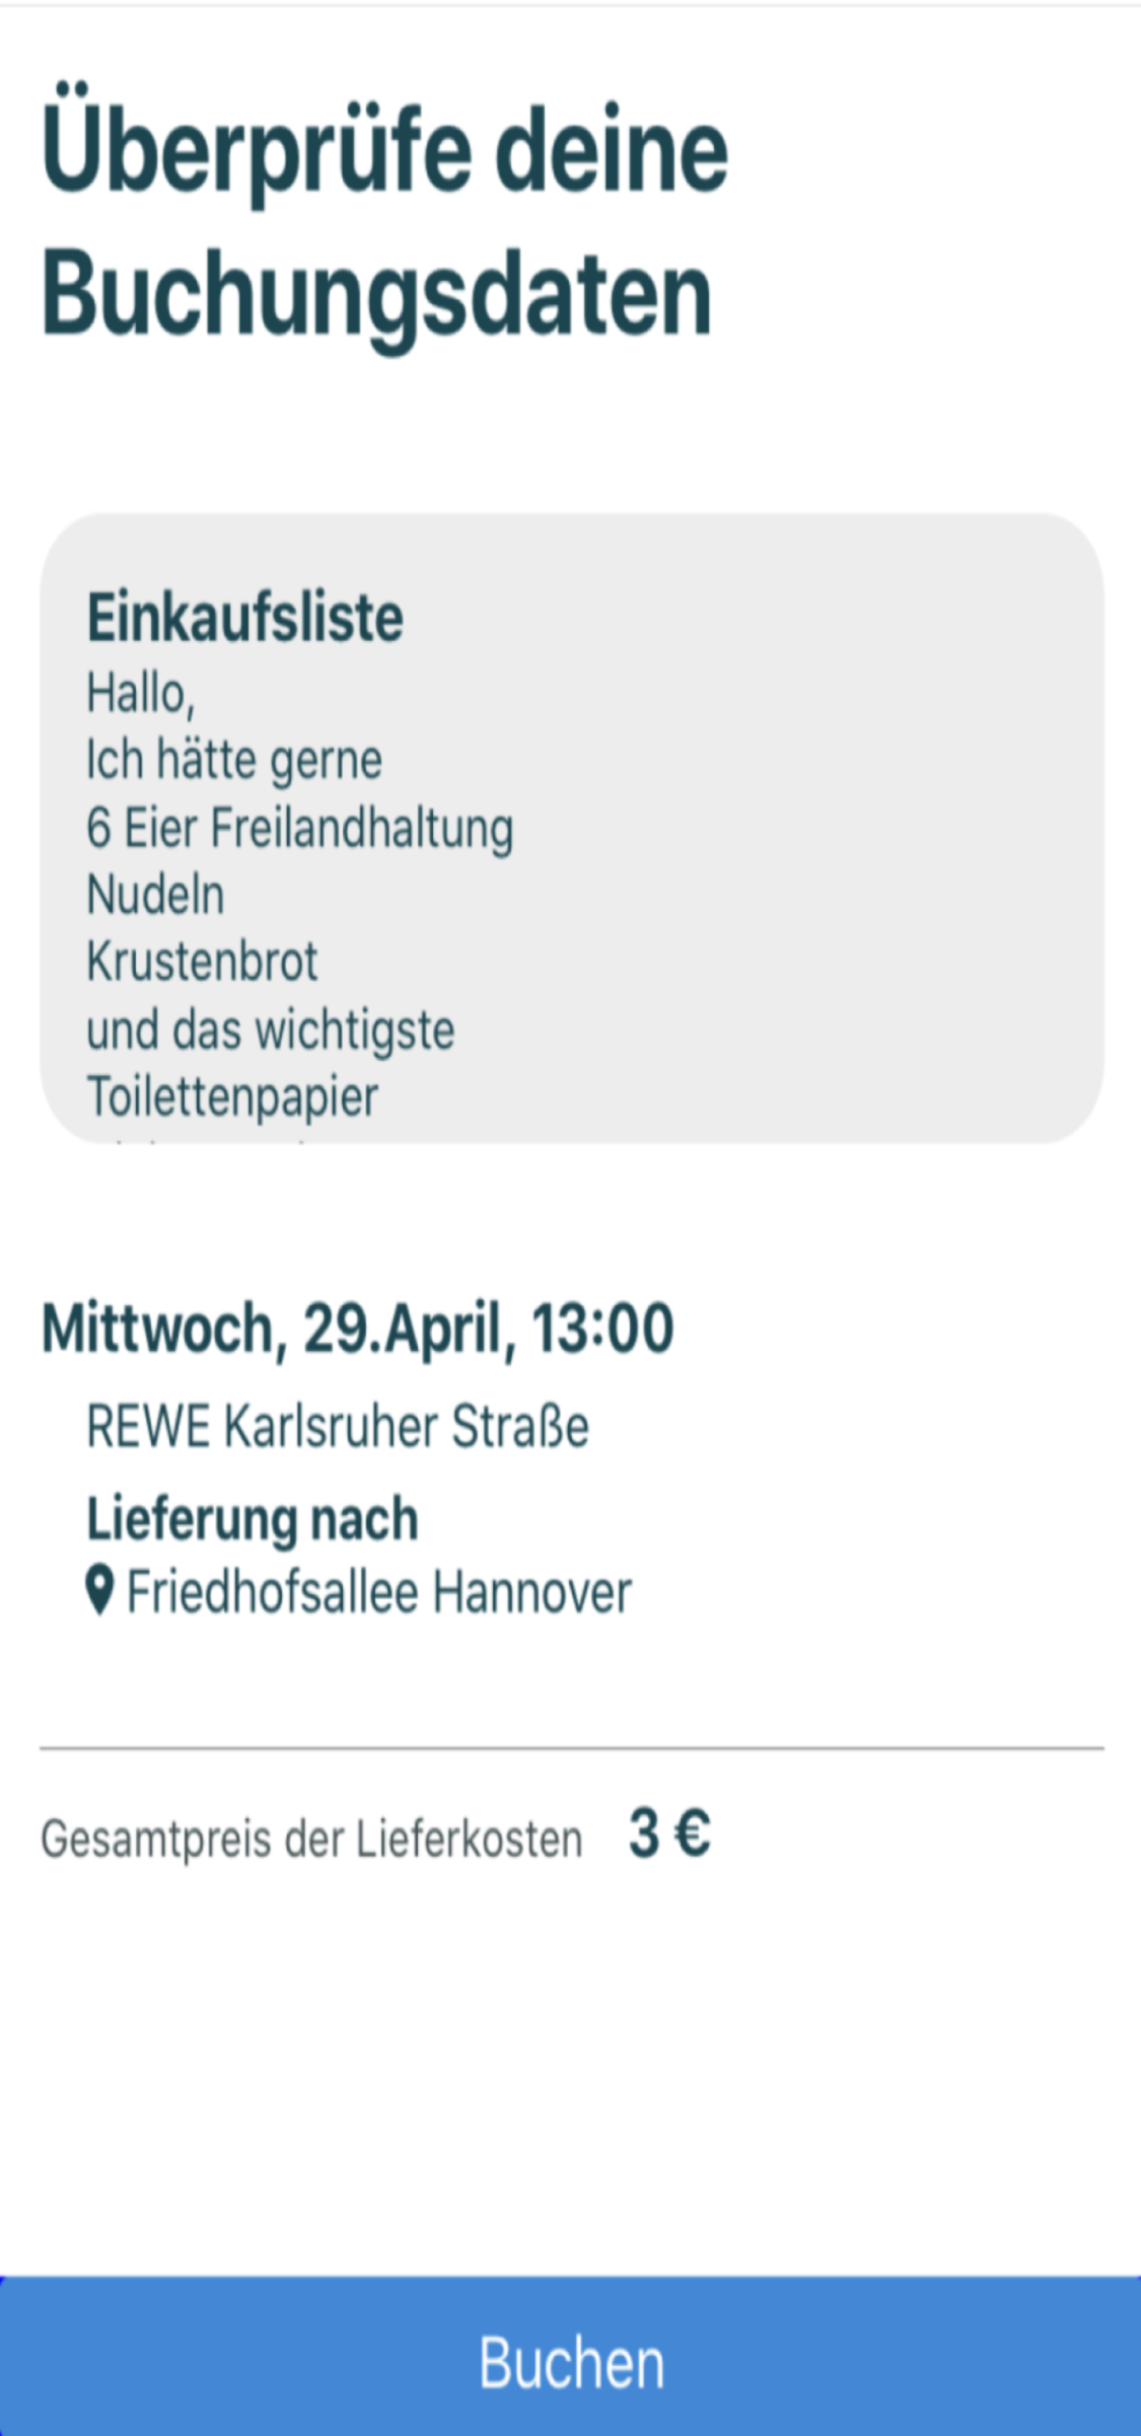 Überprüfe deine
Buchungsdaten
Einkaufsliste
Hallo,
Ich hätte gerne
6 Eier Freilandhaltung
Nudeln
Krustenbrot
und das wichtigste
Toilettenpapier
Mittwoch, 29.April, 13:00
REWE Karlsruher Straße
Lieferung nach
Friedhofsallee Hannover
Gesamtpreis der Lieferkosten 3 €
Buchen